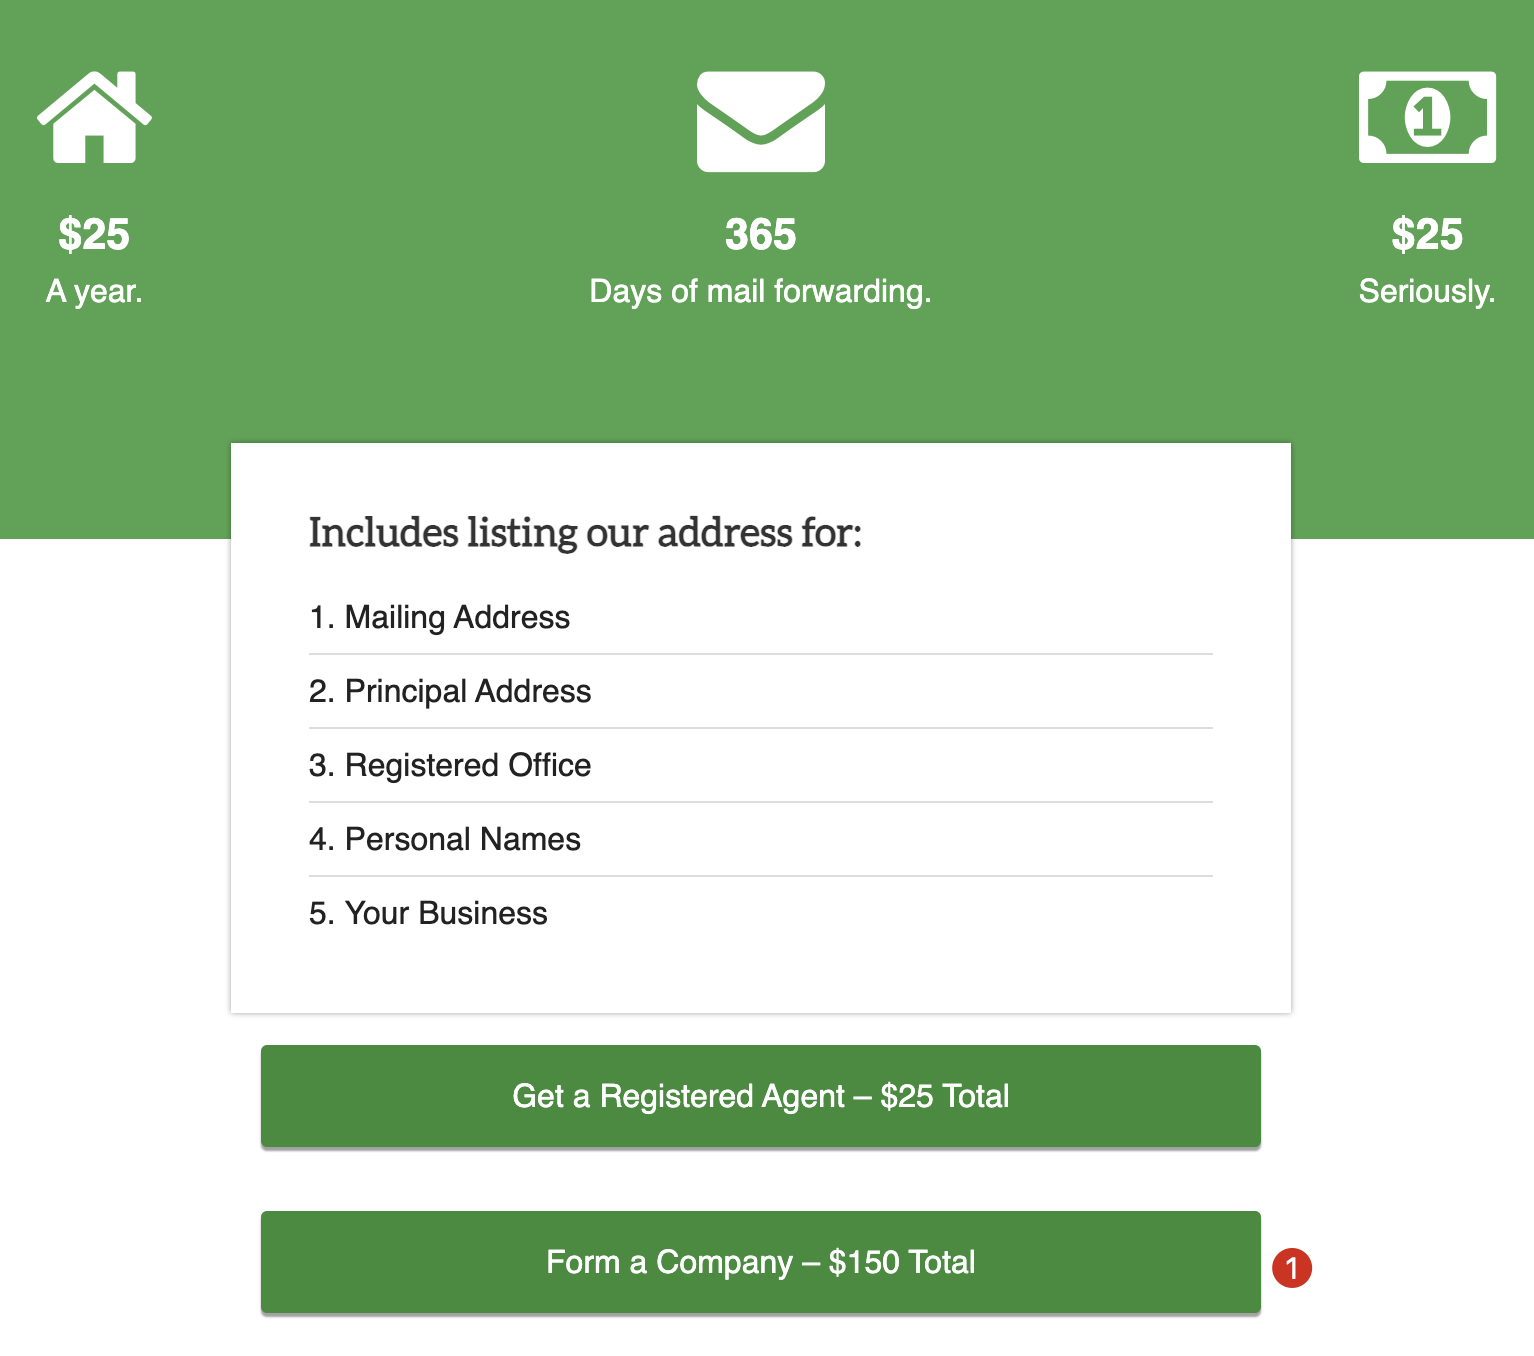 1
$25
A year.
365
Days of mail forwarding.
$25
Seriously.
Includes listing our address for:
1. Mailing Address
2. Principal Address
3. Registered Office
4. Personal Names
5. Your Business
Get a Registered Agent – $25 Total
Form a Company – $150 Total
1